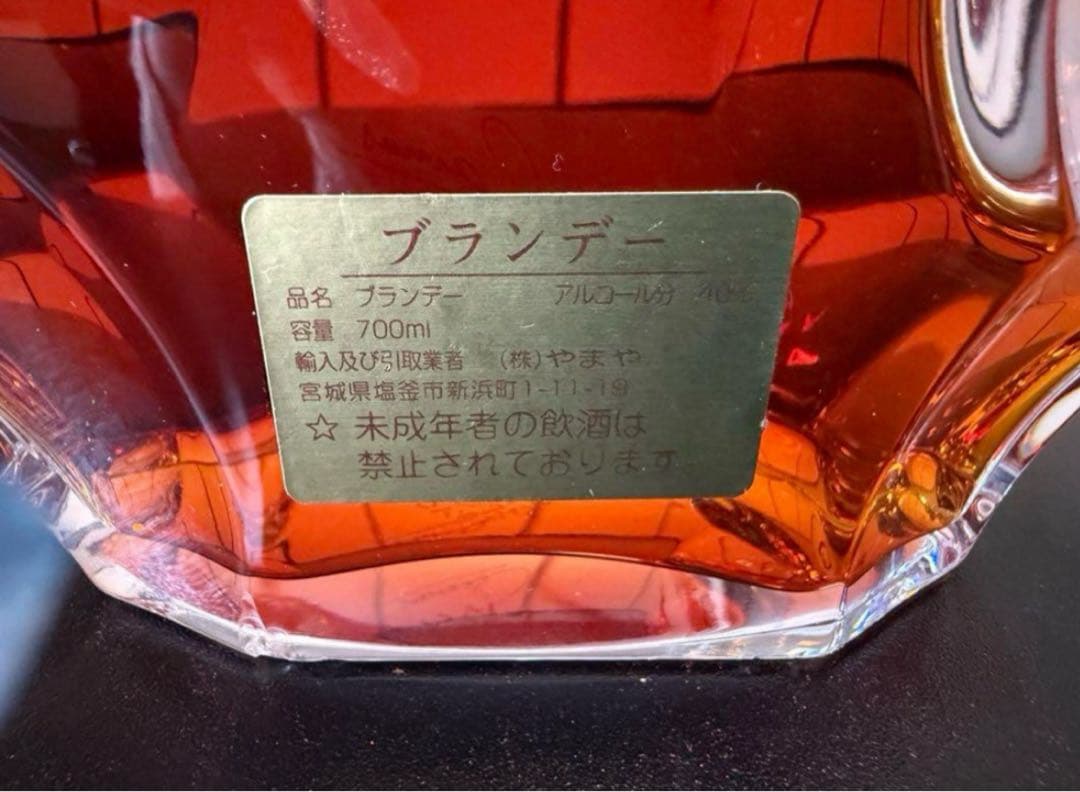 ブランデー
品名 ブランデー アルコール分 40%
容量 700ml
輸入及び引取業者 (株)やまや
宮城県塩釜市新浜町1-11-19
☆未成年者の飲酒は
禁止されております